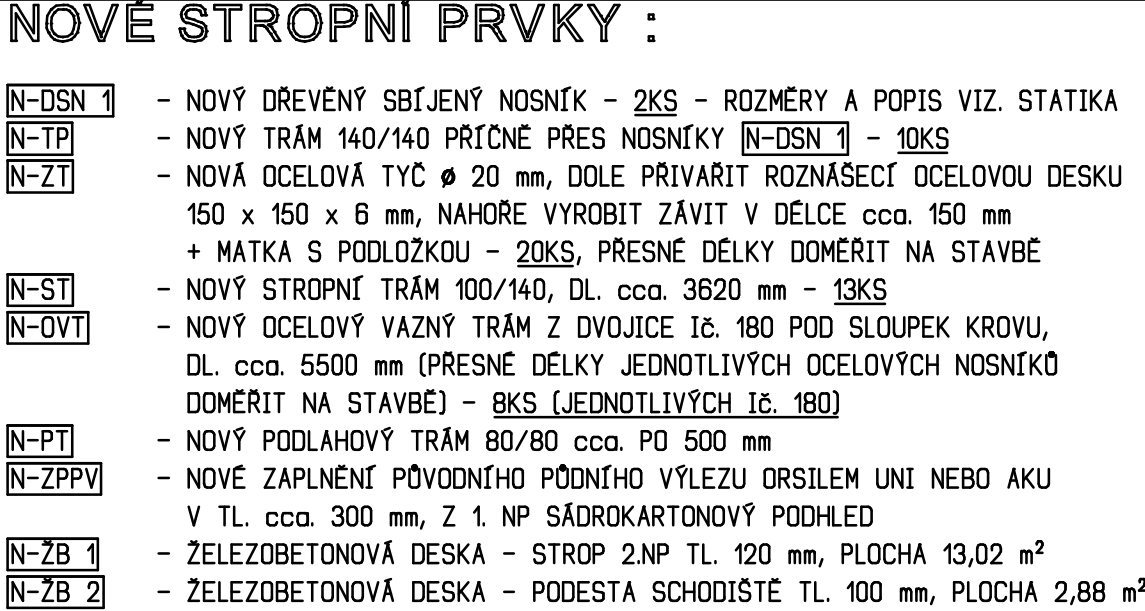 NOVÉ STROPNÍ PRVKY :
N-DSN 1 - NOVÝ DŘEVĚNÝ SBÍJENÝ NOSNÍK - 2KS - ROZMĚRY A POPIS VIZ. STATIKA
N-TP - NOVÝ TRÁM 140/140 PŘÍČNĚ PŘES NOSNÍKY N-DSN 1 - 10KS
N-ZT - NOVÁ OCELOVÁ TYČ ø 20 mm, DOLE PŘIVAŘIT ROZNÁŠECÍ OCELOVOU DESKU
150 x 150 x 6 mm, NAHOŘE VYROBIT ZÁVIT V DÉLCE cca. 150 mm
+ MATKA S PODLOŽKOU - 20KS, PŘESNÉ DÉLKY DOMĚŘIT NA STAVBĚ
N-ST - NOVÝ STROPNÍ TRÁM 100/140, DL. cca. 3620 mm - 13KS
N-OVT - NOVÝ OCELOVÝ VAZNÝ TRÁM Z DVOJICE Ič. 180 POD SLOUPEK KROVU,
DL. cca. 5500 mm (PŘESNÉ DÉLKY JEDNOTLIVÝCH OCELOVÝCH NOSNÍKŮ
DOMĚŘIT NA STAVBĚ) - 8KS (JEDNOTLIVÝCH Ič. 180)
N-PT - NOVÝ PODLAHOVÝ TRÁM 80/80 cca. PO 500 mm
N-ZPPV - NOVÉ ZAPLNĚNÍ PŮVODNÍHO PŮDNÍHO VÝLEZU ORSILEM UNI NEBO AKU
V TL. cca. 300 mm, Z 1. NP SÁDROKARTONOVÝ PODHLED
N-ŽB 1 - ŽELEZOBETONOVÁ DESKA - STROP 2.NP TL. 120 mm, PLOCHA 13,02 m²
N-ŽB 2 - ŽELEZOBETONOVÁ DESKA - PODESTA SCHODIŠTĚ TL. 100 mm, PLOCHA 2,88 m²